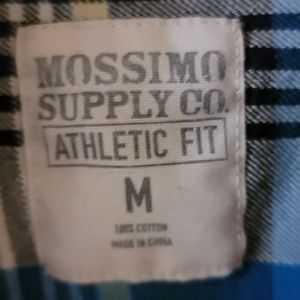 MOSSIMO
SUPPLY CO.
ATHLETIC FIT
M
100% COTTON
MADE IN CHINA